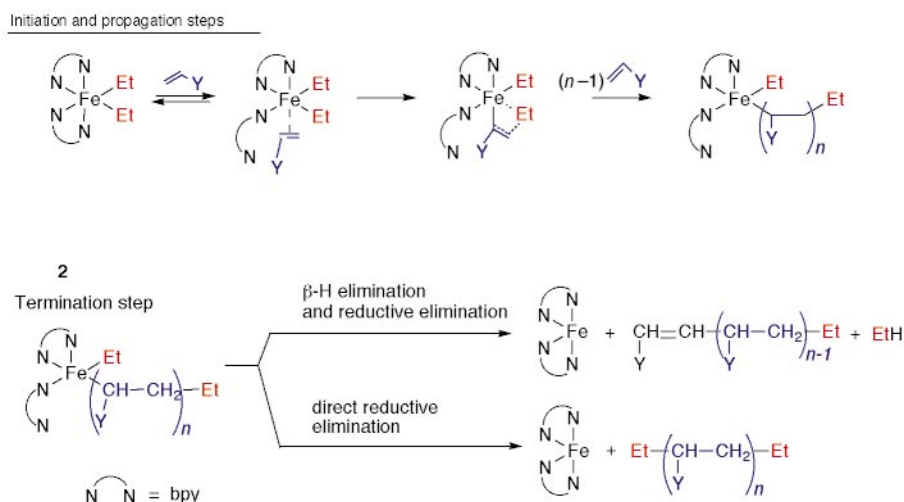 Initiation and propagation steps
N N N N Fe Et Et
Y
N N N N Fe Et Et Y
N N N N Fe Et Y
(n−1) Y
N N N N Fe Et Et Y n
2
Termination step
N N N N Fe Et CH−CH2−Et Y n
β-H elimination
and reductive elimination
N N N N Fe + CH=CH−CH−CH2−Et + EtH
Y Y n-1
direct reductive
elimination
N N N N Fe + Et−CH−CH2−Et
Y n
N N = bpy